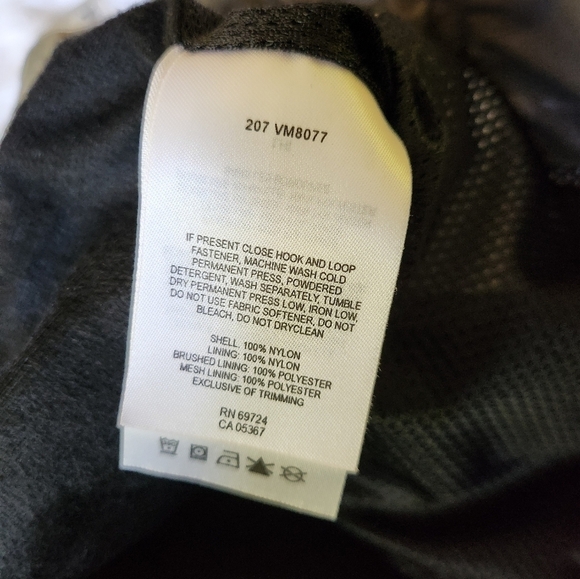 207 VM8077
IF PRESENT CLOSE HOOK AND LOOP
FASTENER, MACHINE WASH COLD
PERMANENT PRESS, POWDERED
DETERGENT, WASH SEPARATELY, TUMBLE
DRY PERMANENT PRESS LOW, IRON LOW,
DO NOT USE FABRIC SOFTENER, DO NOT
BLEACH, DO NOT DRYCLEAN
SHELL: 100% NYLON
LINING: 100% NYLON
BRUSHED LINING: 100% POLYESTER
MESH LINING: 100% POLYESTER
EXCLUSIVE OF TRIMMING
RN 69724
CA 05367